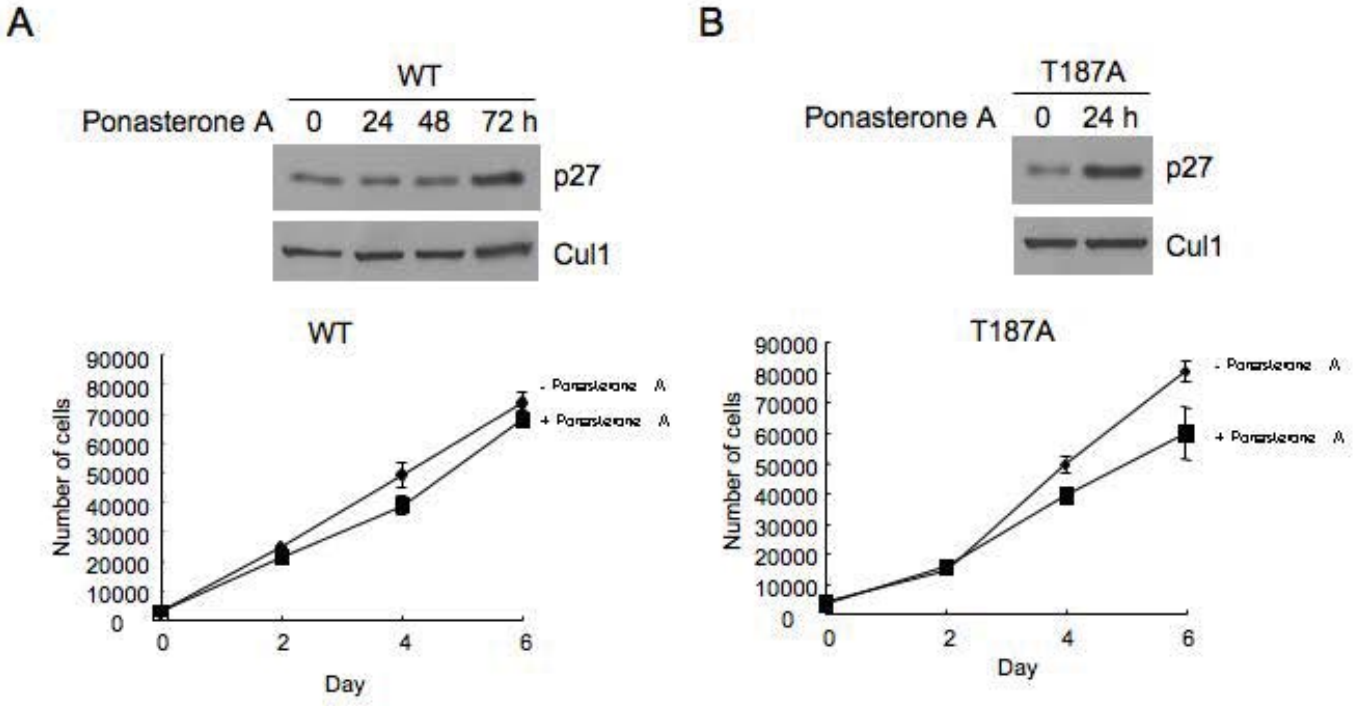 A
WT
Ponasterone A 0 24 48 72 h
p27
Cul1
WT
90000
80000
70000
60000
50000
40000
30000
20000
10000
0
Number of cells
- Ponasterone A
+ Ponasterone A
0 2 4 6
Day
B
T187A
Ponasterone A 0 24 h
p27
Cul1
T187A
90000
80000
70000
60000
50000
40000
30000
20000
10000
0
Number of cells
- Ponasterone A
+ Ponasterone A
0 2 4 6
Day